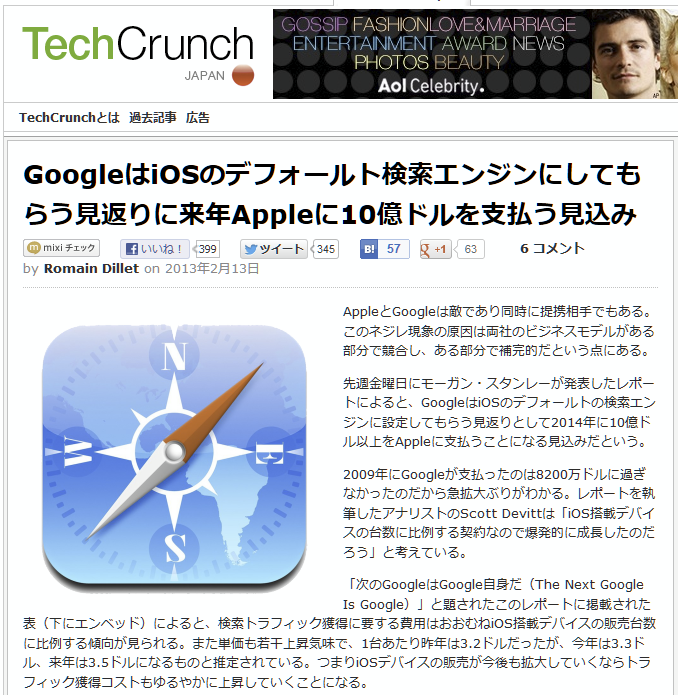 TechCrunch
JAPAN
GOSSIP FASHIONLOVE&MARRIAGE
ENTERTAINMENT AWARD NEWS
PHOTOS BEAUTY
Aol Celebrity.
AP
TechCrunchとは 過去記事 広告
GoogleはiOSのデフォールト検索エンジンにしても
らう見返りに来年Appleに10億ドルを支払う見込み
m mixi チェック いいね！ 399 ツイート 345 B! 57 g +1 63 6 コメント
by Romain Dillet on 2013年2月13日
AppleとGoogleは敵であり同時に提携相手でもある。
このネジレ現象の原因は両社のビジネスモデルがある
部分で競合し、ある部分で補完的だという点にある。
先週金曜日にモーガン・スタンレーが発表したレポー
トによると、GoogleはiOSのデフォールトの検索エンジ
ンに設定してもらう見返りとして2014年に10億ド
ル以上をAppleに支払うことになる見込みだという。
2009年にGoogleが支払ったのは8200万ドルに過ぎ
なかったのだから急拡大ぶりがわかる。レポートを執
筆したアナリストのScott Devittは「iOS搭載デバイ
スの台数に比例する契約なので爆発的に成長したのだ
ろう」と考えている。
N
W
E
S
「次のGoogleはGoogle自身だ（The Next Google
Is Google）」と題されたこのレポートに掲載された
表（下にエンベッド）によると、検索トラフィック獲得に要する費用はおおむねiOS搭載デバイスの販売台数
に比例する傾向が見られる。また単価も若干上昇気味で、1台あたり昨年は3.2ドルだったが、今年は3.3ド
ル、来年は3.5ドルになるものと推定されている。つまりiOSデバイスの販売が今後も拡大していくならトラ
フィック獲得コストもゆるやかに上昇していくことになる。